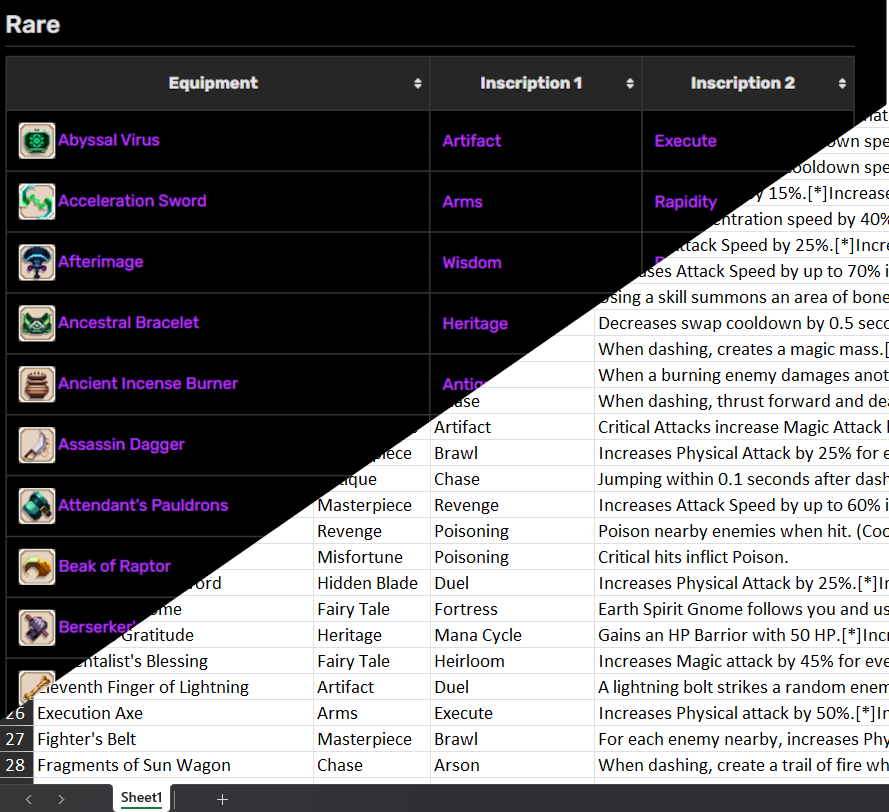 Rare
Equipment Inscription 1 Inscription 2
Abyssal Virus Artifact Execute
own spe
Acceleration Sword Arms Rapidity
cooldown spe
by 15%.[*]Increase
entration speed by 40%
Afterimage Wisdom
ttack Speed by 25%.[*]Incre
ses Attack Speed by up to 70% i
Using a skill summons an area of bone
Ancestral Bracelet Heritage
Decreases swap cooldown by 0.5 seco
When dashing, creates a magic mass.[
Ancient Incense Burner Antiq
When a burning enemy damages anot
When dashing, thrust forward and dea
Artifact Critical Attacks increase Magic Attack
Assassin Dagger
piece Brawl Increases Physical Attack by 25% for e
ique Chase Jumping within 0.1 seconds after dash
Attendant's Pauldrons
Masterpiece Revenge Increases Attack Speed by up to 60% i
Revenge Poisoning Poison nearby enemies when hit. (Coo
Beak of Raptor
Misfortune Poisoning Critical hits inflict Poison.
ord Hidden Blade Duel Increases Physical Attack by 25%.[*]In
ome Fairy Tale Fortress Earth Spirit Gnome follows you and us
Berserker'
Gratitude Heritage Mana Cycle Gains an HP Barrior with 50 HP.[*]Incr
entalist's Blessing Fairy Tale Heirloom Increases Magic attack by 45% for eve
Eleventh Finger of Lightning Artifact Duel A lightning bolt strikes a random enem
26 Execution Axe Arms Execute Increases Physical attack by 50%.[*]In
27 Fighter's Belt Masterpiece Brawl For each enemy nearby, increases Phy
28 Fragments of Sun Wagon Chase Arson When dashing, create a trail of fire wh
Sheet1